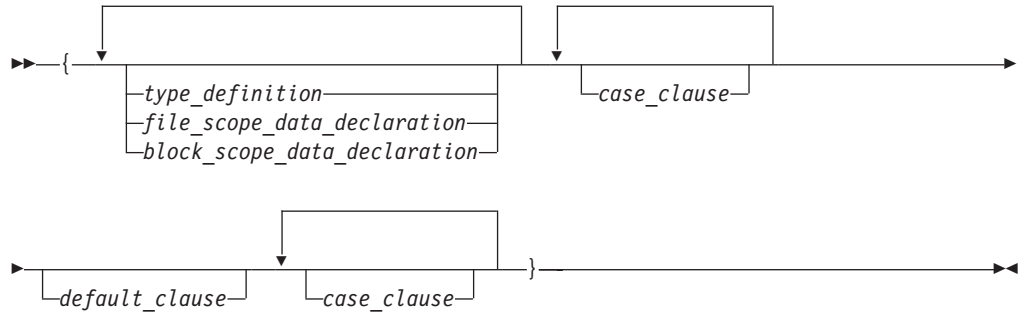 {
type_definition case_clause
file_scope_data_declaration
block_scope_data_declaration
}
default_clause case_clause